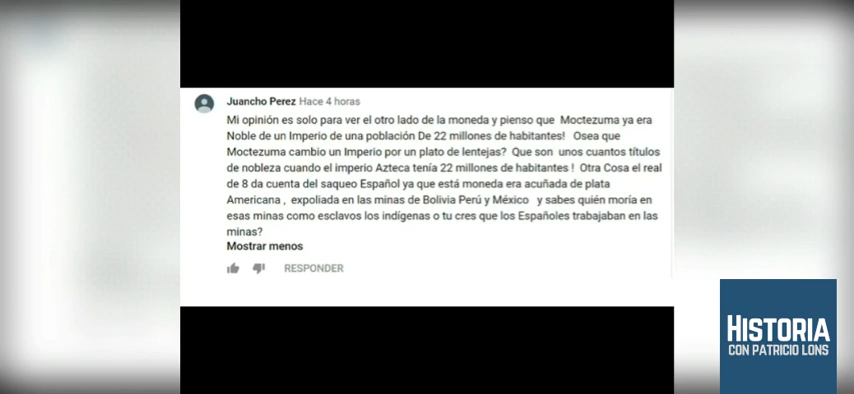 Juancho Perez Hace 4 horas
Mi opinión es solo para ver el otro lado de la moneda y pienso que  Moctezuma ya era
Noble de un Imperio de una población De 22 millones de habitantes!   Osea que
Moctezuma cambio un Imperio por un plato de lentejas?  Que son  unos cuantos títulos
de nobleza cuando el imperio Azteca tenía 22 millones de habitantes !  Otra Cosa el real
de 8 da cuenta del saqueo Español ya que está moneda era acuñada de plata
Americana ,  expoliada en las minas de Bolivia Perú y México   y sabes quién moría en
esas minas como esclavos los indígenas o tu cres que los Españoles trabajaban en las
minas?
Mostrar menos
RESPONDER
HISTORIA
CON PATRICIO LONS